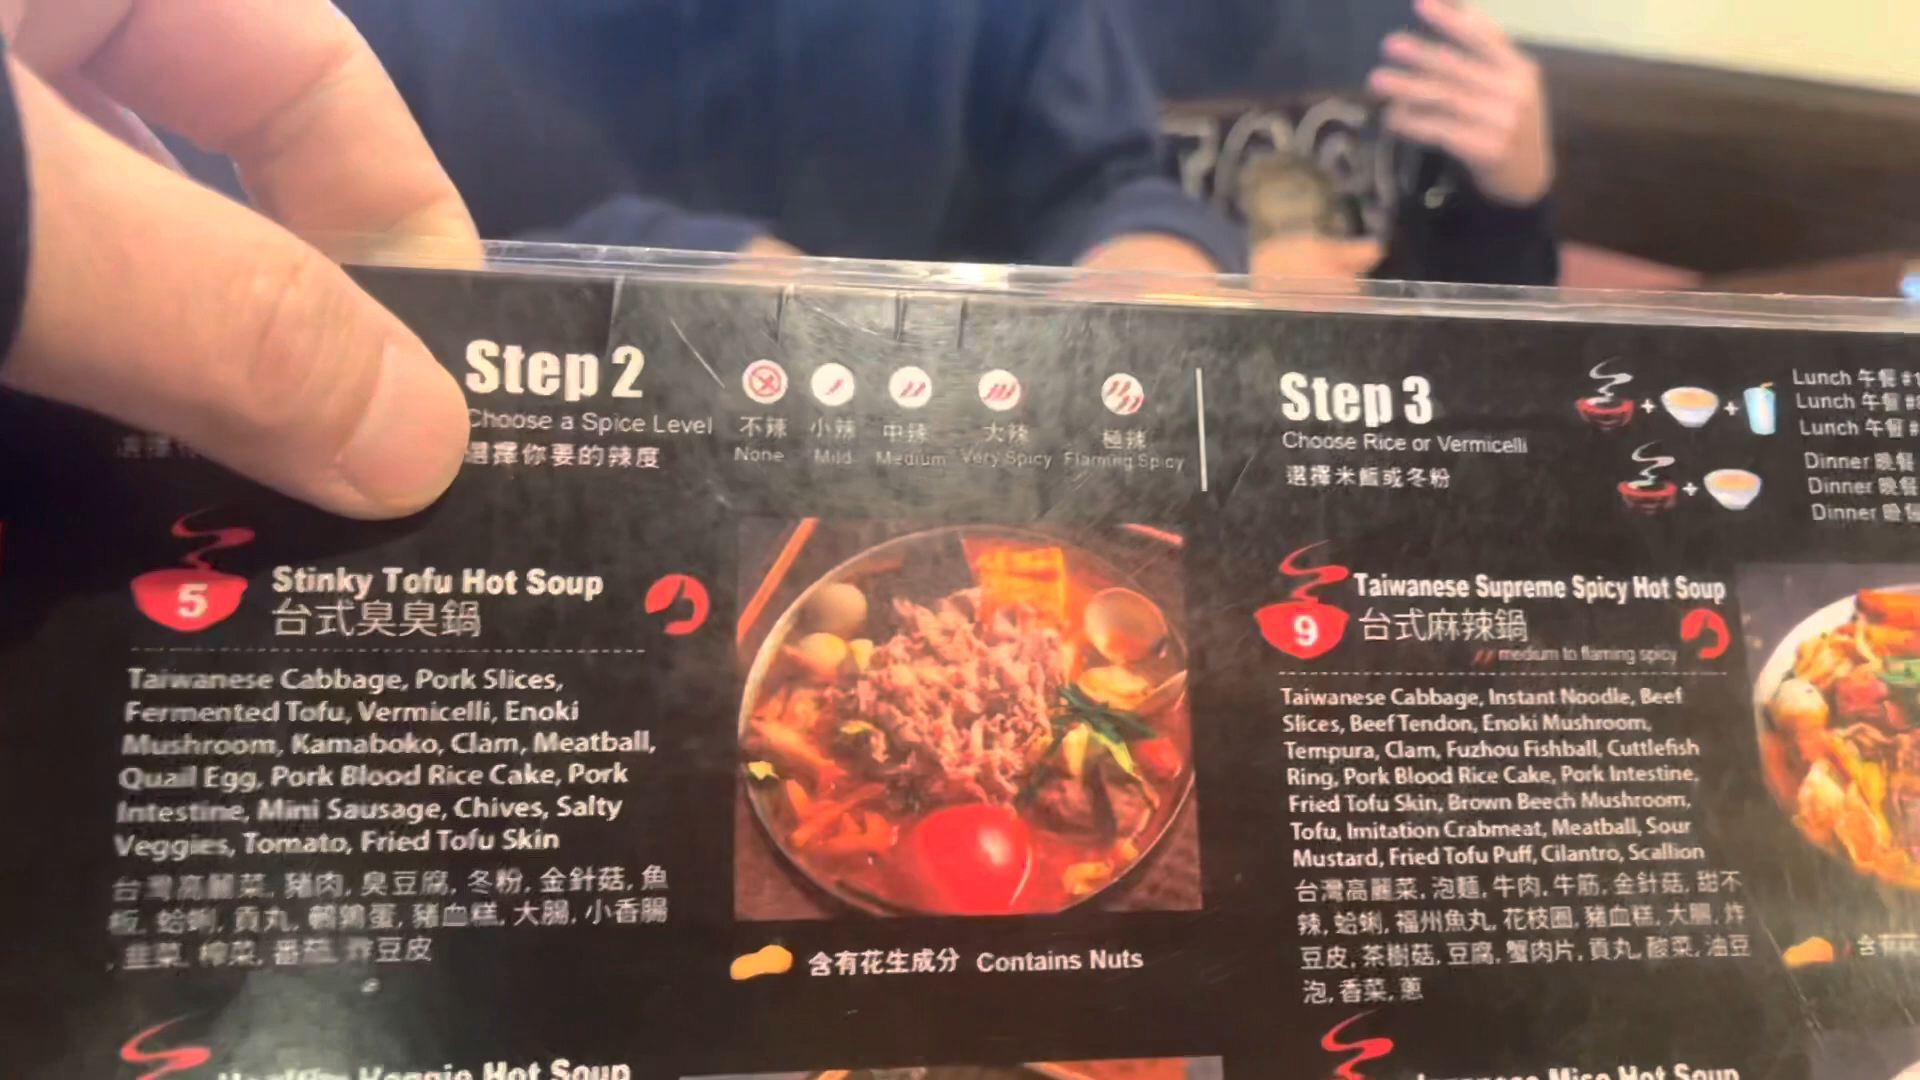 Step 2
Choose a Spice Level
選擇你要的辣度
不辣 小辣 中辣 大辣 極辣
None Mild Medium Very Spicy Flaming Spicy
Step 3
Choose Rice or Vermicelli
選擇米飯或冬粉
Lunch 午餐
Lunch 午餐
Lunch 午餐
Dinner 晚餐
Dinner 晚餐
Dinner 晚餐
5
Stinky Tofu Hot Soup
台式臭臭鍋
Taiwanese Cabbage, Pork Slices,
Fermented Tofu, Vermicelli, Enoki
Mushroom, Kamaboko, Clam, Meatball,
Quail Egg, Pork Blood Rice Cake, Pork
Intestine, Mini Sausage, Chives, Salty
Veggies, Tomato, Fried Tofu Skin
台灣高麗菜, 豬肉, 臭豆腐, 冬粉, 金針菇, 魚
板, 蛤蜊, 貢丸, 鵪鶉蛋, 豬血糕, 大腸, 小香腸
, 韭菜, 榨菜, 番茄, 炸豆皮
含有花生成分 Contains Nuts
9
Taiwanese Supreme Spicy Hot Soup
台式麻辣鍋
medium to flaming spicy
Taiwanese Cabbage, Instant Noodle, Beef
Slices, Beef Tendon, Enoki Mushroom,
Tempura, Clam, Fuzhou Fishball, Cuttlefish
Ring, Pork Blood Rice Cake, Pork Intestine,
Fried Tofu Skin, Brown Beech Mushroom,
Tofu, Imitation Crabmeat, Meatball, Sour
Mustard, Fried Tofu Puff, Cilantro, Scallion
台灣高麗菜, 泡麵, 牛肉, 牛筋, 金針菇, 甜不
辣, 蛤蜊, 福州魚丸, 花枝圈, 豬血糕, 大腸, 炸
豆皮, 茶樹菇, 豆腐, 蟹肉片, 貢丸, 酸菜, 油豆
泡, 香菜, 蔥
含有
Hot Soup
Miso Hot Soup